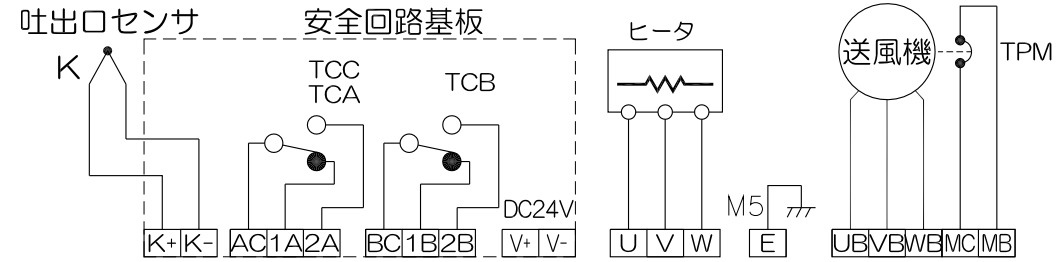 吐出口センサ 安全回路基板 ヒータ
K TCC TCB 送風機 TPM
TCA
DC24V M5
K+ K- AC 1A 2A BC 1B 2B V+ V- U V W E UB VB WB MC MB